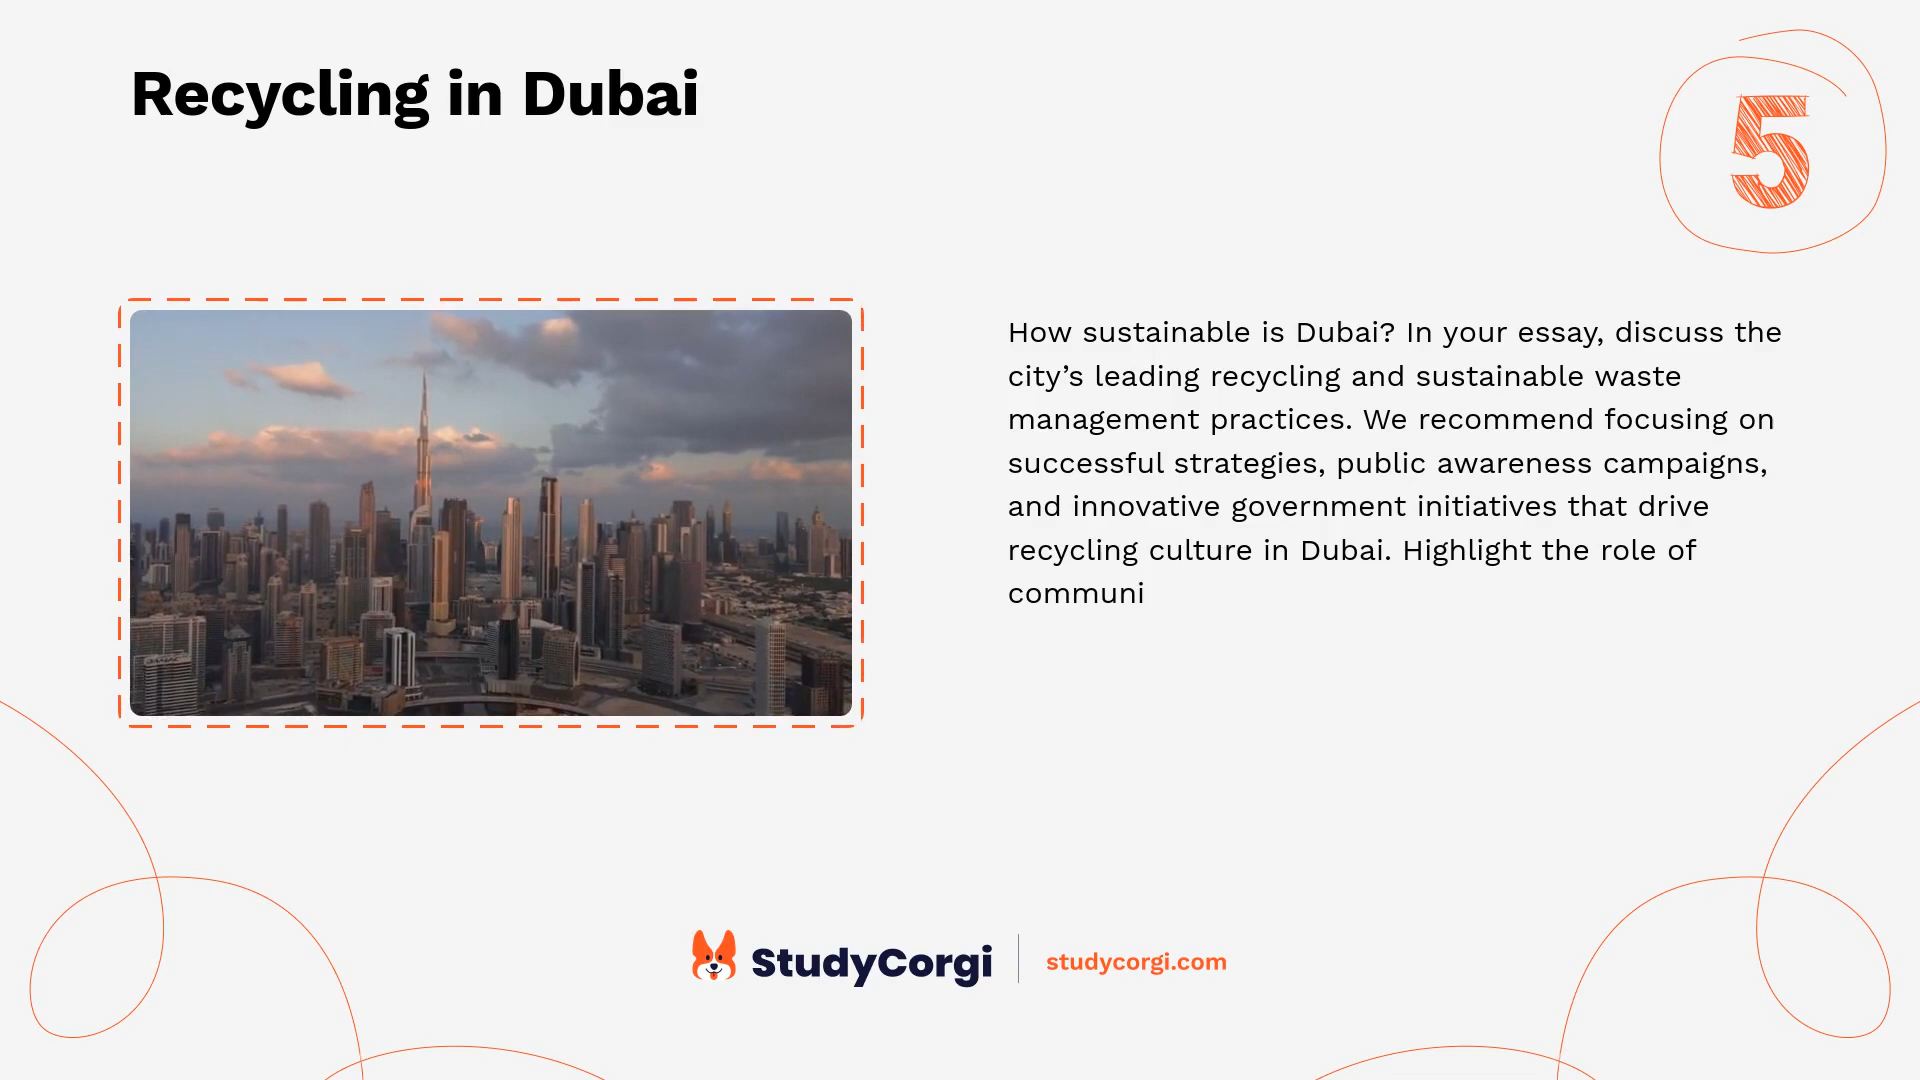 Recycling in Dubai
5
How sustainable is Dubai? In your essay, discuss the
city’s leading recycling and sustainable waste
management practices. We recommend focusing on
successful strategies, public awareness campaigns,
and innovative government initiatives that drive
recycling culture in Dubai. Highlight the role of
communi
DAMAC
StudyCorgi
studycorgi.com